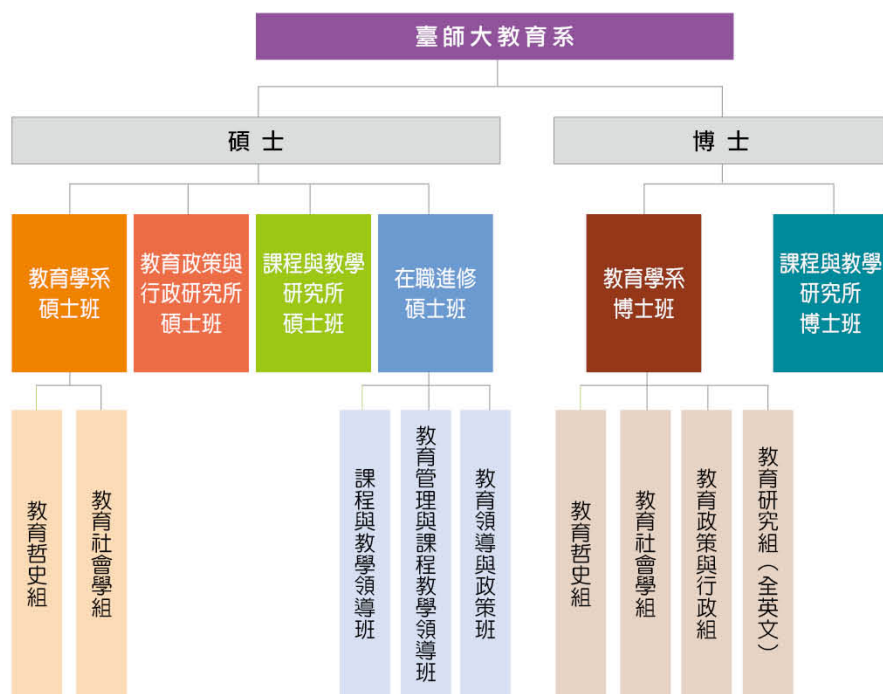 臺師大教育系
碩士
博士
教育學系
碩士班
教育政策與
行政研究所
碩士班
課程與教學
研究所
碩士班
在職進修
碩士班
教育學系
博士班
課程與教學
研究所
博士班
教育哲史組
教育社會學組
課程與教學領導班
教育管理與課程教學領導班
教育領導與政策班
教育哲史組
教育社會學組
教育政策與行政組
教育研究組（全英文）